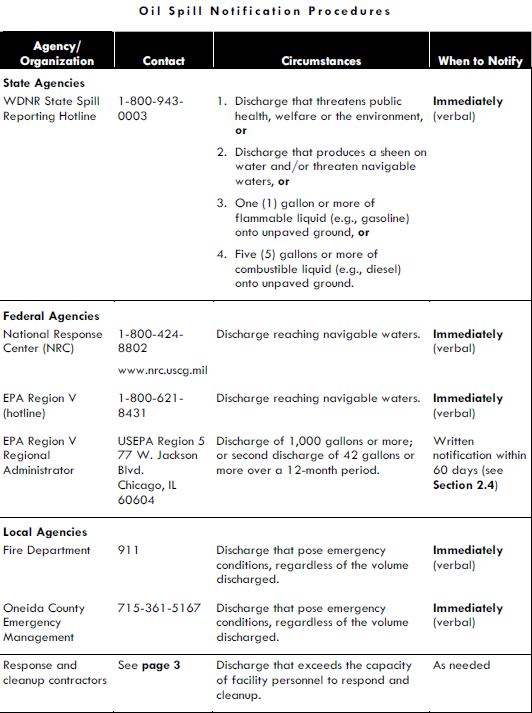 Oil Spill Notification Procedures
Agency/
Organization
Contact
Circumstances
When to Notify
State Agencies
WDNR State Spill
Reporting Hotline
1-800-943-
0003
1. Discharge that threatens public
health, welfare or the environment,
or
2. Discharge that produces a sheen on
water and/or threaten navigable
waters, or
3. One (1) gallon or more of
flammable liquid (e.g., gasoline)
onto unpaved ground, or
4. Five (5) gallons or more of
combustible liquid (e.g., diesel)
onto unpaved ground.
Immediately
(verbal)
Federal Agencies
National Response
Center (NRC)
1-800-424-
8802
www.nrc.uscg.mil
Discharge reaching navigable waters.
Immediately
(verbal)
EPA Region V
(hotline)
1-800-621-
8431
Discharge reaching navigable waters.
Immediately
(verbal)
EPA Region V
Regional
Administrator
USEPA Region 5
77 W. Jackson
Blvd.
Chicago, IL
60604
Discharge of 1,000 gallons or more;
or second discharge of 42 gallons or
more over a 12-month period.
Written
notification within
60 days (see
Section 2.4)
Local Agencies
Fire Department
911
Discharge that pose emergency
conditions, regardless of the volume
discharged.
Immediately
(verbal)
Oneida County
Emergency
Management
715-361-5167
Discharge that pose emergency
conditions, regardless of the volume
discharged.
Immediately
(verbal)
Response and
cleanup contractors
See page 3
Discharge that exceeds the capacity
of facility personnel to respond and
cleanup.
As needed